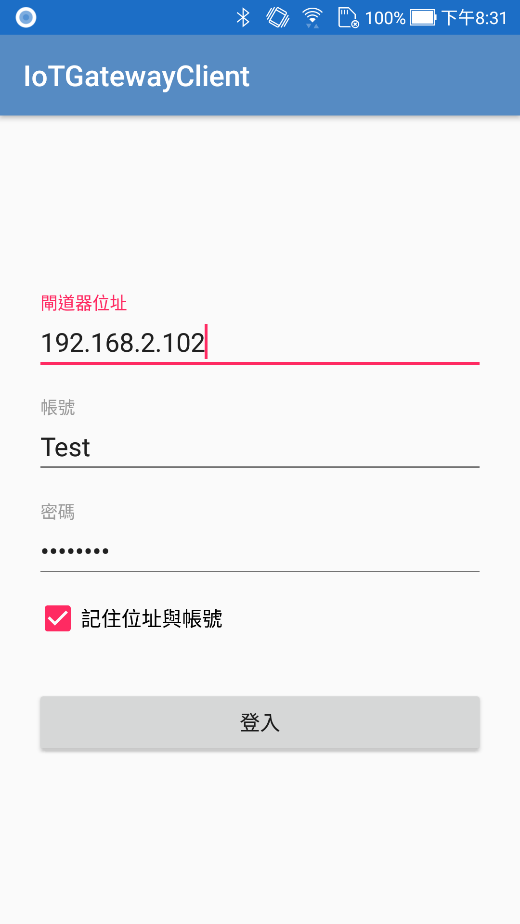 100% 下午8:31
IoTGatewayClient
閘道器位址
192.168.2.102
帳號
Test
密碼
••••••••
記住位址與帳號
登入